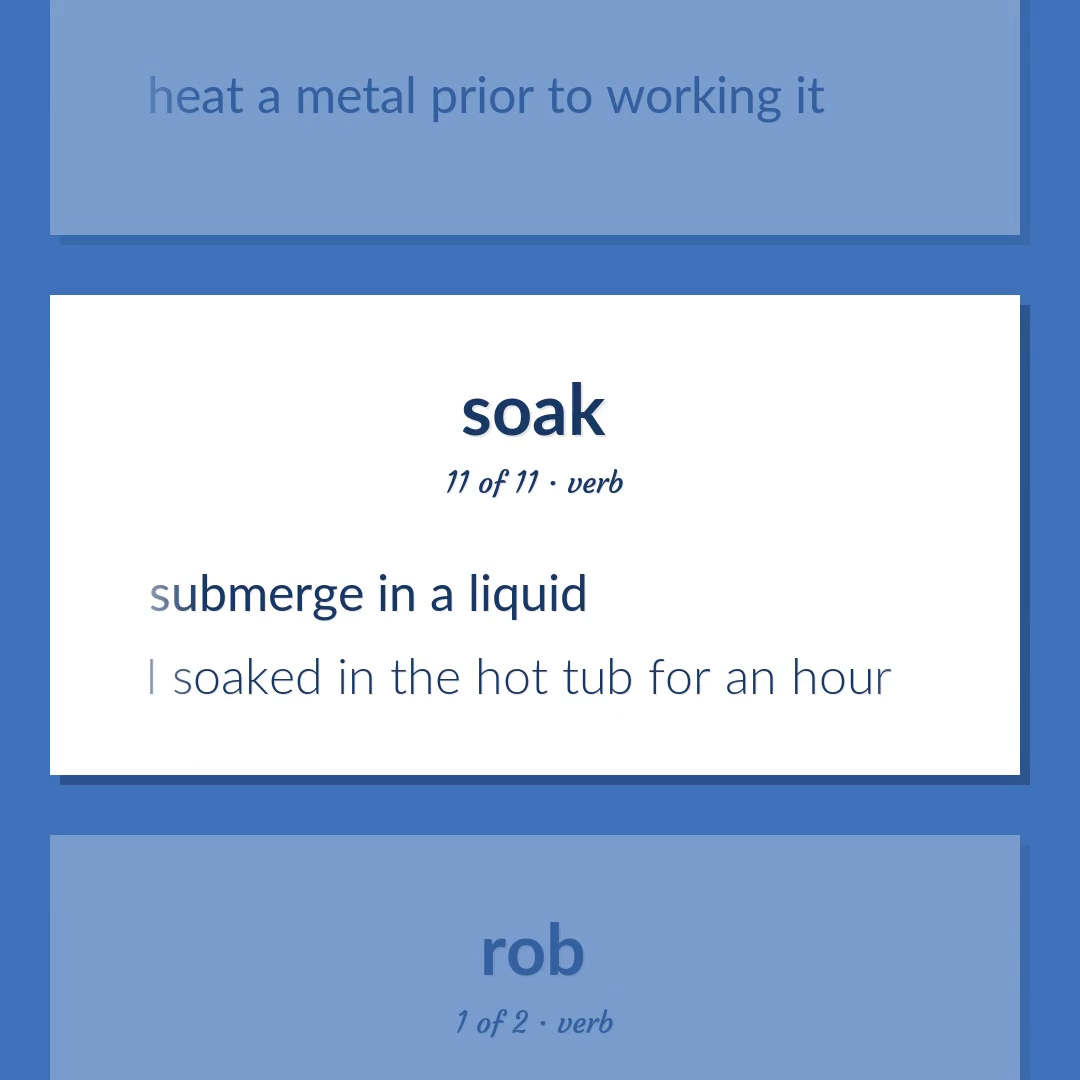 heat a metal prior to working it
soak
11 of 11 · verb
submerge in a liquid
I soaked in the hot tub for an hour
rob
1 of 2 · verb